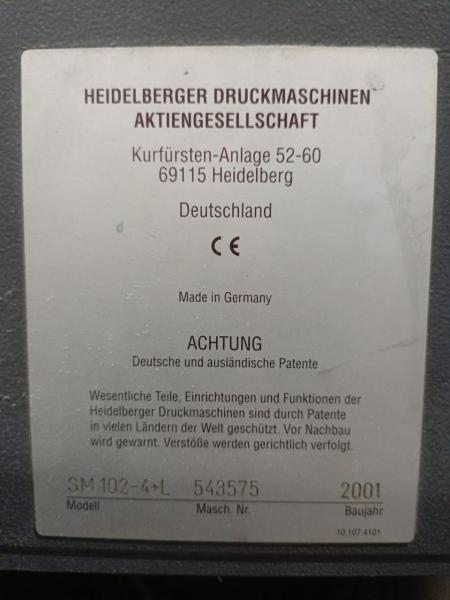 HEIDELBERGER DRUCKMASCHINEN
AKTIENGESELLSCHAFT
Kurfürsten-Anlage 52-60
69115 Heidelberg
Deutschland
CE
Made in Germany
ACHTUNG
Deutsche und ausländische Patente
Wesentliche Teile, Einrichtungen und Funktionen der
Heidelberger Druckmaschinen sind durch Patente
in vielen Ländern der Welt geschützt. Vor Nachbau
wird gewarnt. Verstöße werden gerichtlich verfolgt.
SM 102-4+L 543575 2001
Modell Masch. Nr. Baujahr
10.107.4101